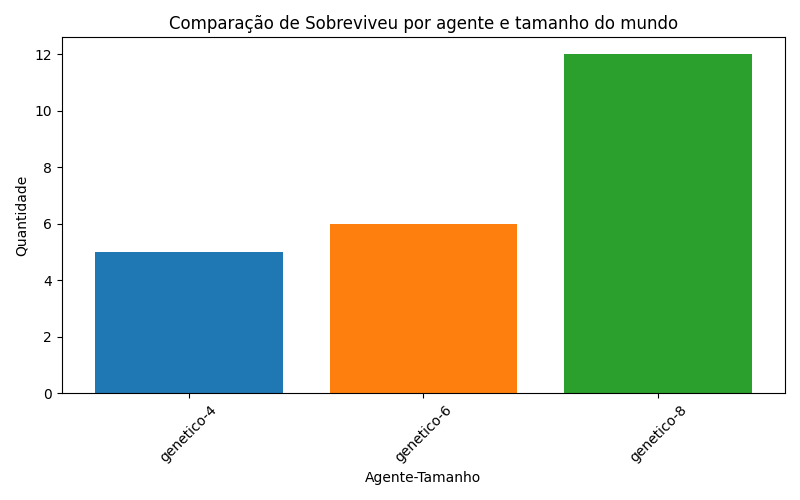 Comparação de Sobreviveu por agente e tamanho do mundo
Quantidade
12
10
8
6
4
2
0
genetico-4
genetico-6
genetico-8
Agente-Tamanho